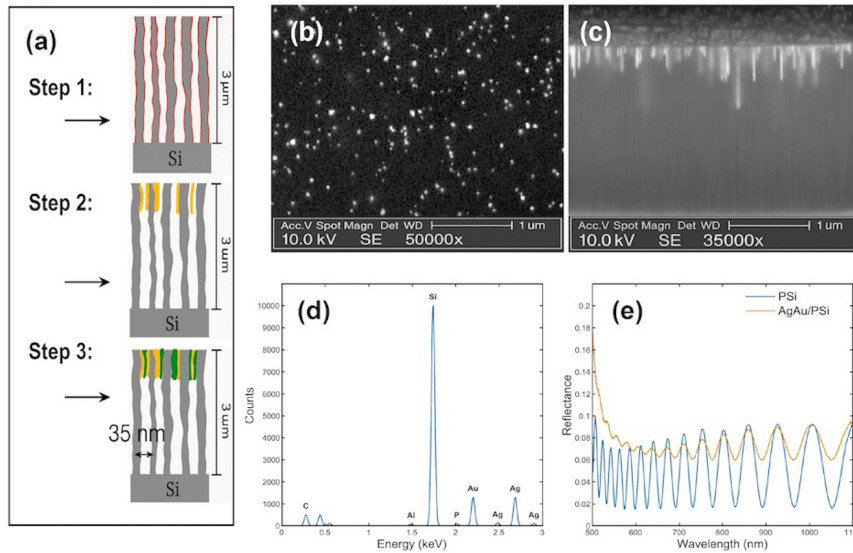 (a)
Step 1:
3 μm
Si
Step 2:
3 μm
Si
Step 3:
35 nm
3 μm
Si
(b)
Acc.V Spot Magn Det WD 1 um
10.0 kV SE 50000x
(c)
Acc.V Spot Magn Det WD 1 um
10.0 kV SE 35000x
(d)
Si
C
Al
P
Au
Ag
Ag
Ag
10000
9000
8000
7000
6000
5000
4000
3000
2000
1000
0
0 0.5 1 1.5 2 2.5 3
Counts
Energy (keV)
(e)
PSi
AgAu/PSi
0.2
0.18
0.16
0.14
0.12
0.1
0.08
0.06
0.04
0.02
0
500 600 700 800 900 1000
Reflectance
Wavelength (nm)